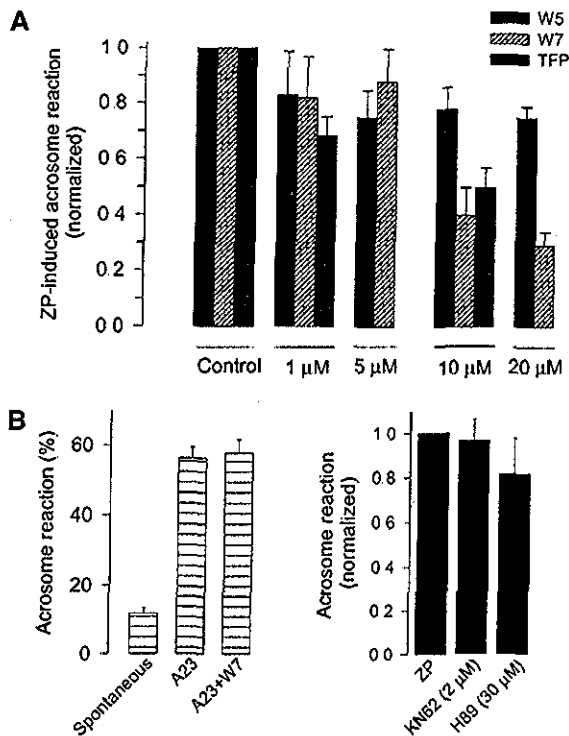 A
W5
W7
TFP
ZP-induced acrosome reaction
(normalized)
1 0
0.8
0.6
0.4
0.2
0 0
Control
1 µM
5 µM
10 µM
20 µM
B
Acrosome reaction (%)
60
40
20
0
Spontaneous
A23
A23+W7
Acrosome reaction
(normalized)
1.0
0.8
0.6
0.4
0.2
0 0
ZP
KN62 (2 µM)
H89 (30 µM)